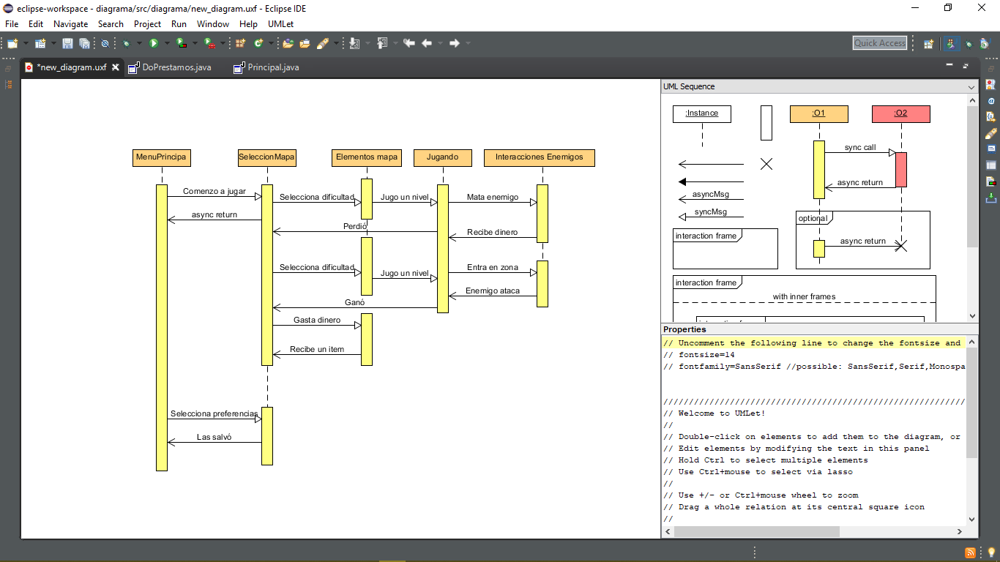 eclipse-workspace - diagrama/src/diagrama/new_diagram.uxf - Eclipse IDE
File Edit Navigate Search Project Run Window Help UMLet
Quick Access
*new_diagram.uxf
DoPrestamos.java
Principal.java
MenuPrincipa
SeleccionMapa
Elementos mapa
Jugando
Interacciones Enemigos
Comenzo a jugar
Selecciona dificultad
Jugo un nivel
Mata enemigo
async return
Perdió
Recibe dinero
Selecciona dificultad
Jugo un nivel
Entra en zona
Enemigo ataca
Ganó
Gasta dinero
Recibe un item
Selecciona preferencias
Las salvó
UML Sequence
:Instance
:O1
:O2
sync call
async return
asyncMsg
syncMsg
optional
interaction frame
async return
interaction frame
with inner frames
Properties
// Uncomment the following line to change the fontsize and
// fontsize=14
// fontfamily=SansSerif //possible: SansSerif,Serif,Monospa
///////////////////////////////////////////////////////////
// Welcome to UMLet!
//
// Double-click on elements to add them to the diagram, or
// Edit elements by modifying the text in this panel
// Hold Ctrl to select multiple elements
// Use Ctrl+mouse to select via lasso
//
// Use +/- or Ctrl+mouse wheel to zoom
// Drag a whole relation at its central square icon
//